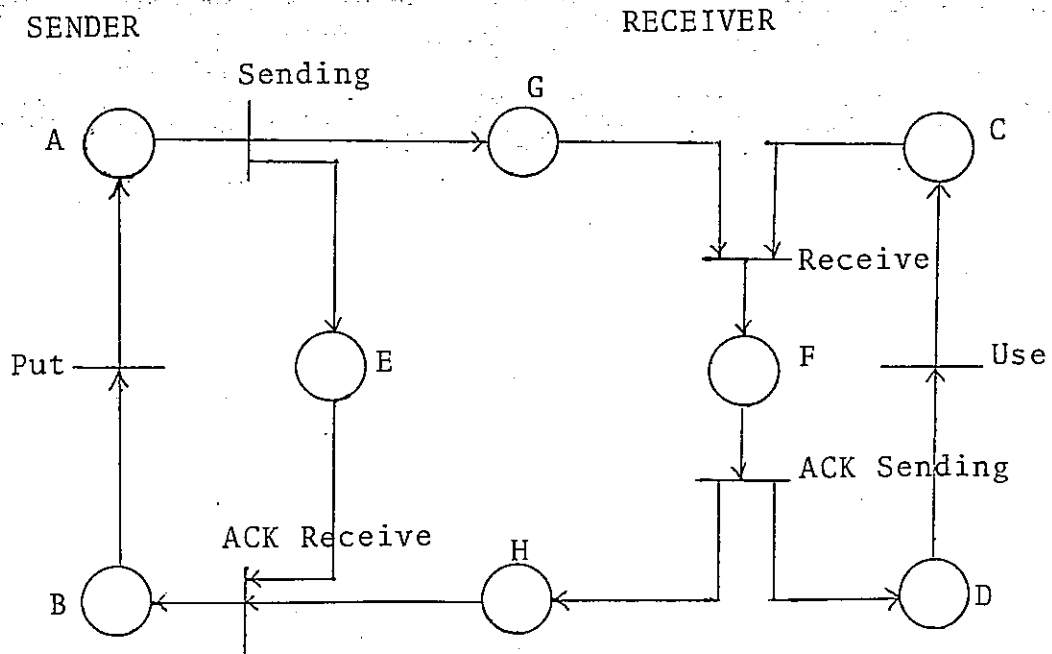 SENDER
RECEIVER
Sending
G
A
C
Receive
Put
E
F
Use
ACK Sending
ACK Receive
H
B
D